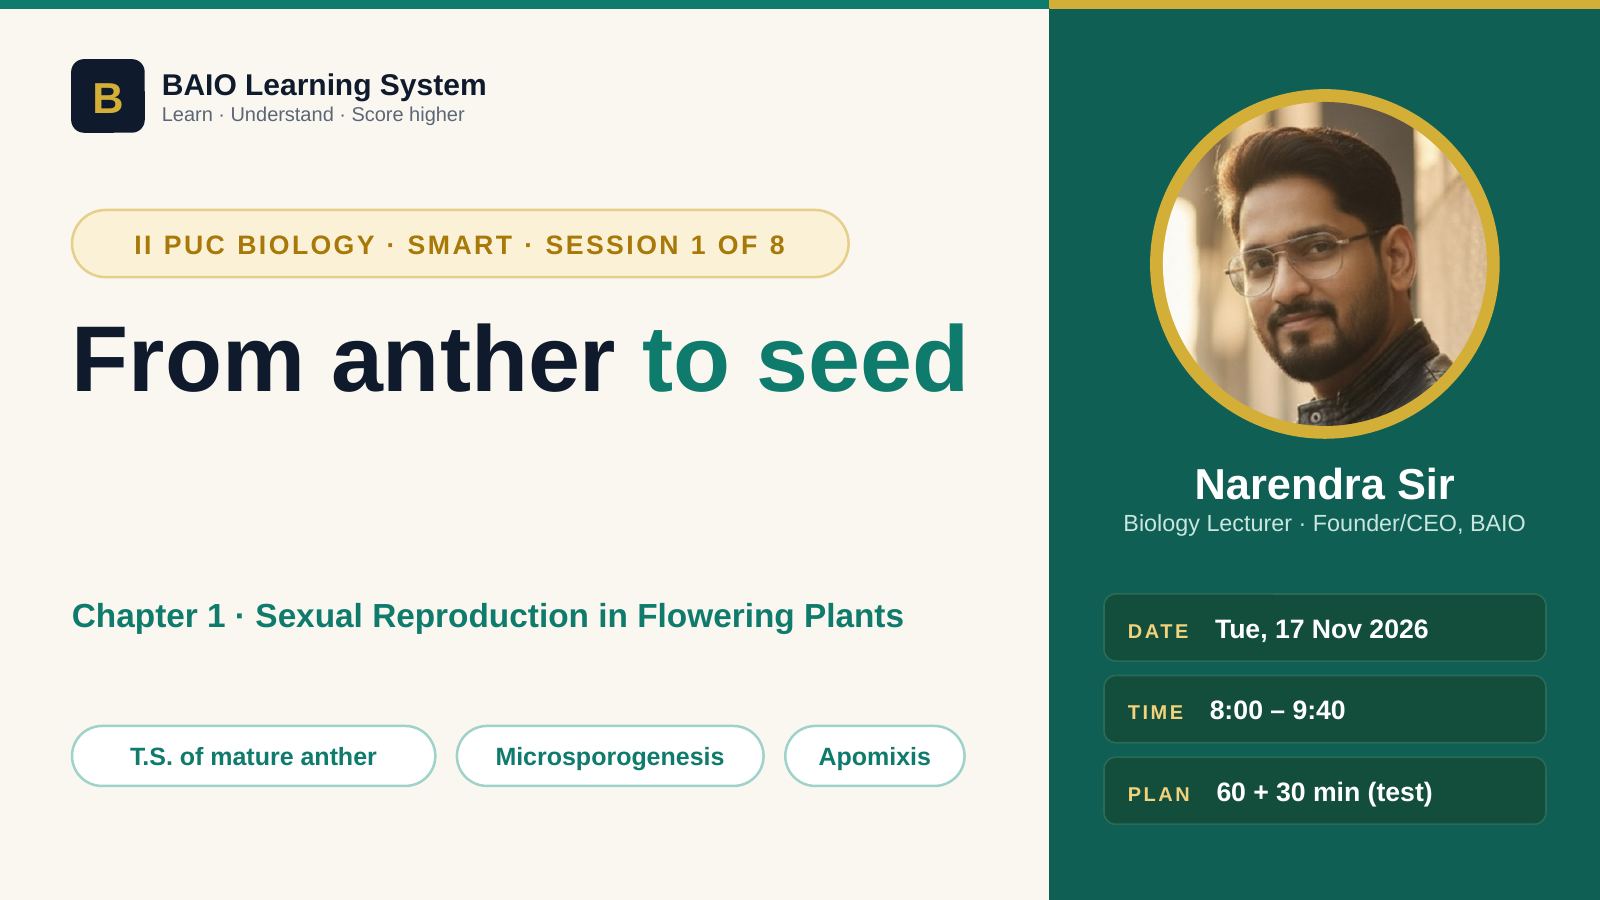 B
BAIO Learning System
Learn · Understand · Score higher
II PUC BIOLOGY · SMART · SESSION 1 OF 8
From anther to seed
Chapter 1 · Sexual Reproduction in Flowering Plants
T.S. of mature anther
Microsporogenesis
Apomixis
Narendra Sir
Biology Lecturer · Founder/CEO, BAIO
DATE Tue, 17 Nov 2026
TIME 8:00 – 9:40
PLAN 60 + 30 min (test)